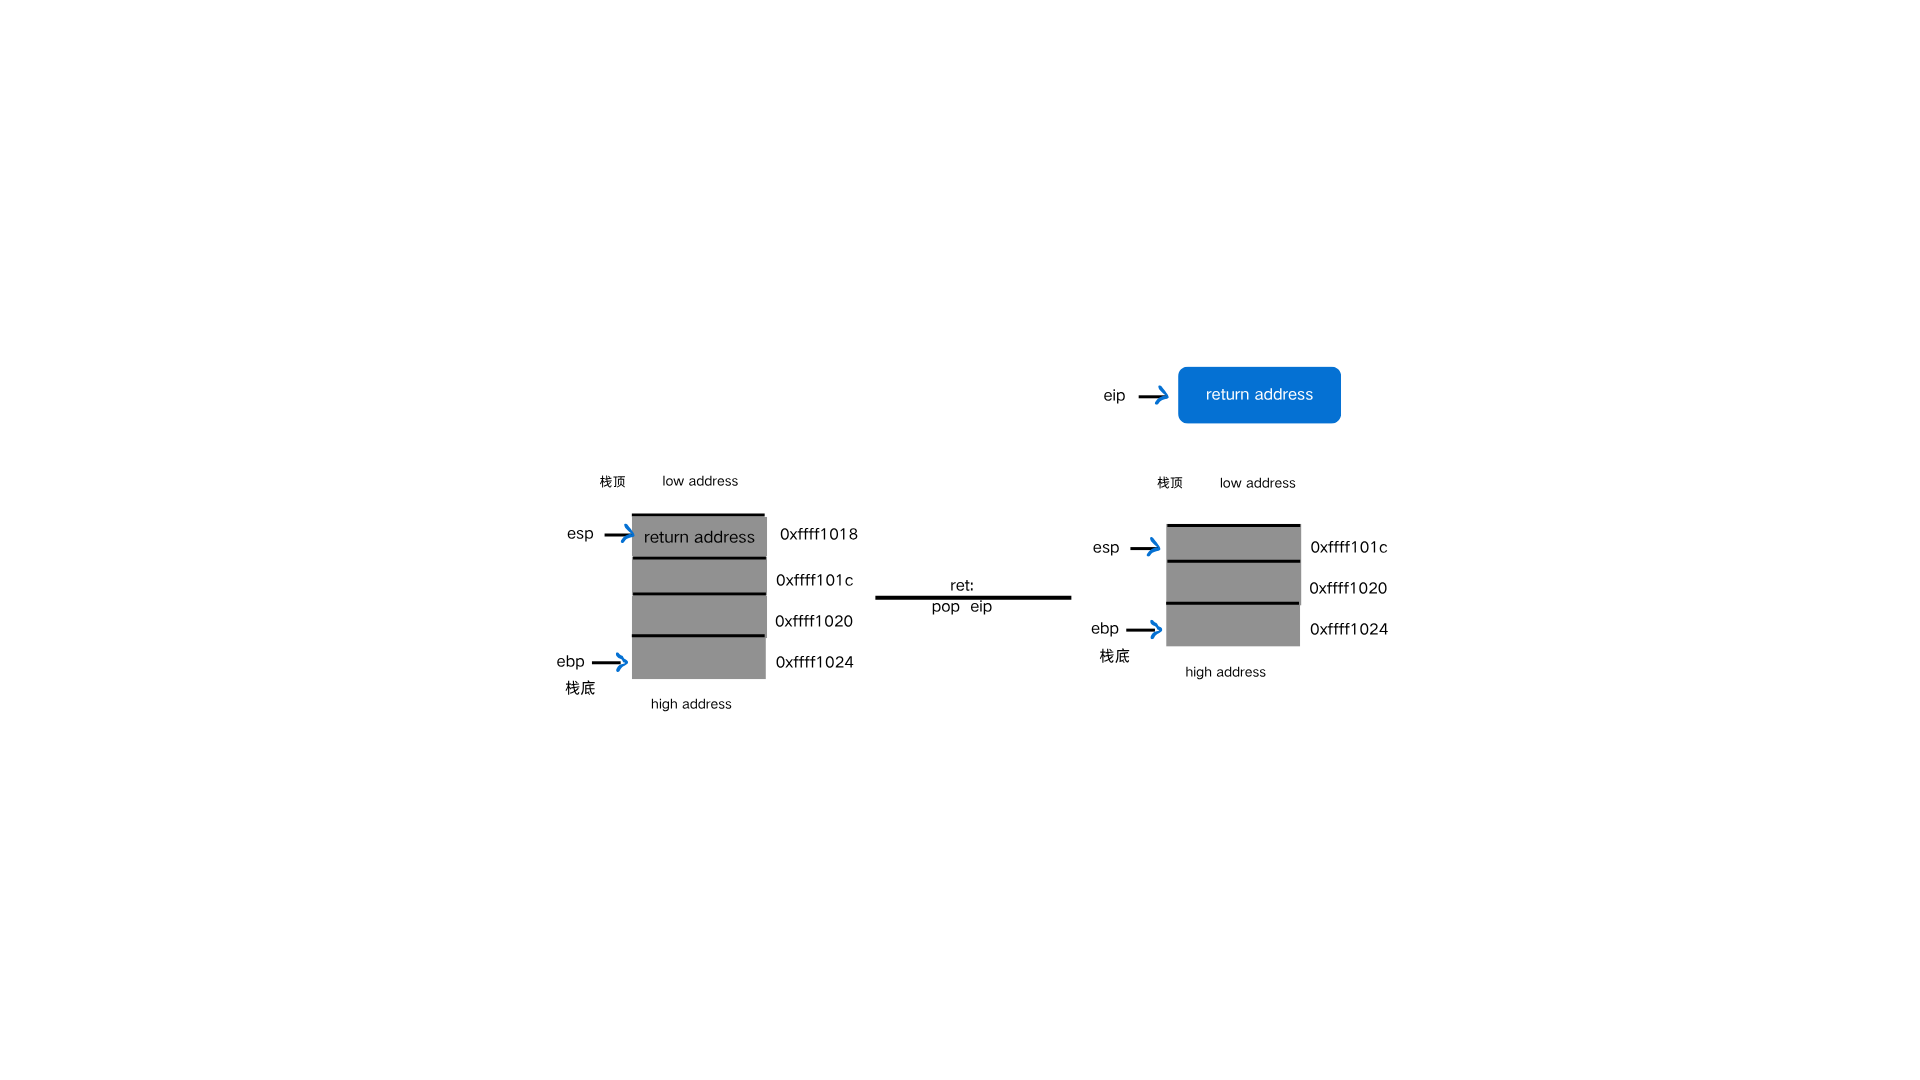 eip
return address
栈顶
low address
esp
return address
0xffff1018
0xffff101c
0xffff1020
ebp
0xffff1024
栈底
high address
ret:
pop eip
栈顶
low address
esp
0xffff101c
0xffff1020
ebp
0xffff1024
栈底
high address